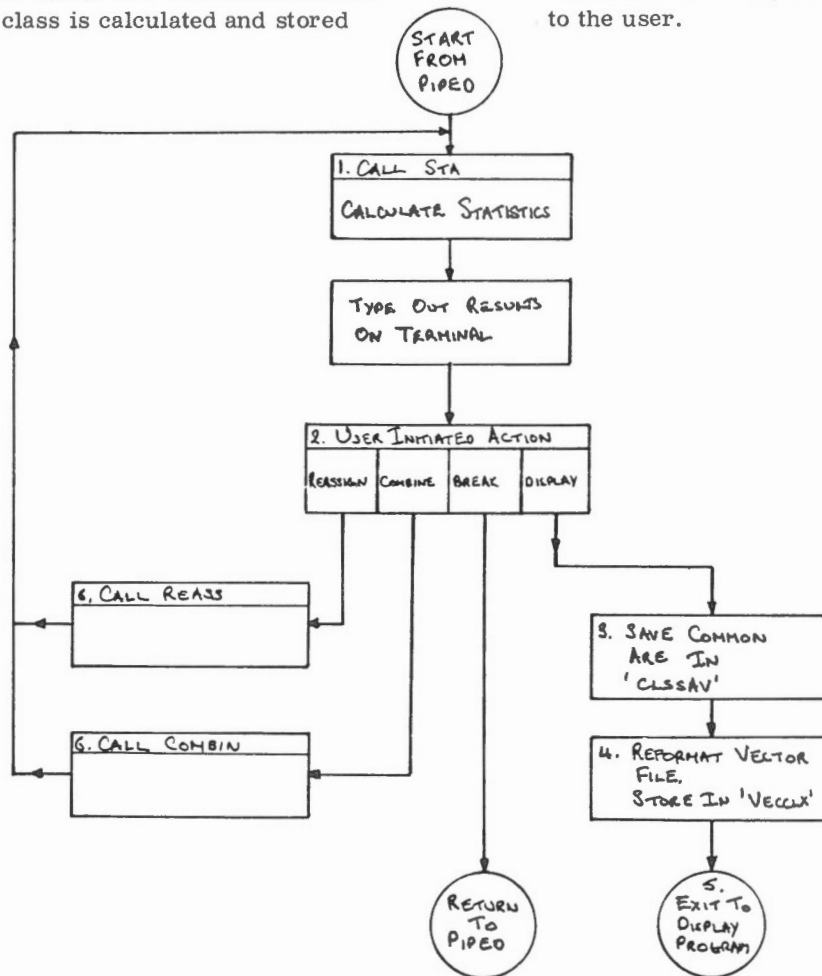 class is calculated and stored
to the user.
START
FROM
PIPED
1. CALL STA
CALCULATE STATISTICS
TYPE OUT RESULTS
ON TERMINAL
2. USER INITIATED ACTION
REASSIGN COMBINE BREAK DISPLAY
6. CALL REASS
3. SAVE COMMON
ARE IN
'CLSSAV'
6. CALL COMBIN
4. REFORMAT VECTOR
FILE,
STORE IN 'VECCLX'
RETURN
TO
PIPED
5.
EXIT TO
DISPLAY
PROGRAM